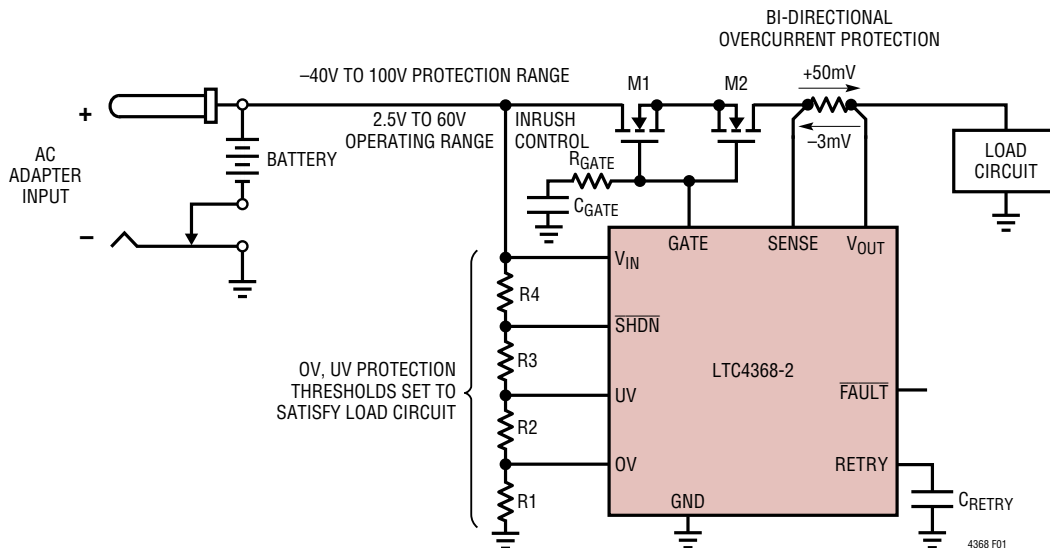 BI-DIRECTIONAL
OVERCURRENT PROTECTION
–40V TO 100V PROTECTION RANGE
M1
M2
+50mV
+
2.5V TO 60V
OPERATING RANGE
INRUSH
CONTROL
–3mV
AC
ADAPTER
INPUT
BATTERY
RGATE
LOAD
CIRCUIT
CGATE
–
GATE
SENSE
VOUT
VIN
R4
SHDN
R3
OV, UV PROTECTION
THRESHOLDS SET TO
SATISFY LOAD CIRCUIT
LTC4368-2
UV
FAULT
R2
OV
RETRY
R1
GND
CRETRY
4368 F01